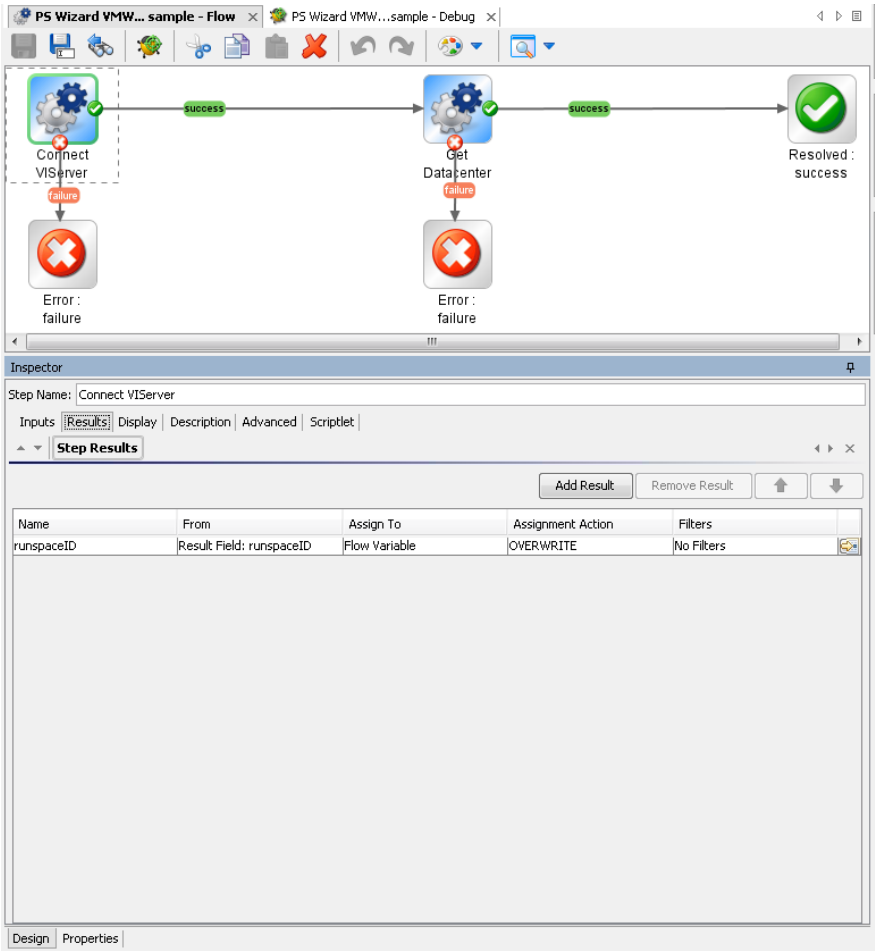 PS Wizard VMW... sample - Flow
PS Wizard VMW...sample - Debug
success
success
Connect
VIServer
Get
Datacenter
Resolved :
success
failure
failure
Error :
failure
Error :
failure
Inspector
Step Name: Connect VIServer
Inputs Results Display Description Advanced Scriptlet
Step Results
Add Result Remove Result
Name From Assign To Assignment Action Filters
runspaceID Result Field: runspaceID Flow Variable OVERWRITE No Filters
Design Properties